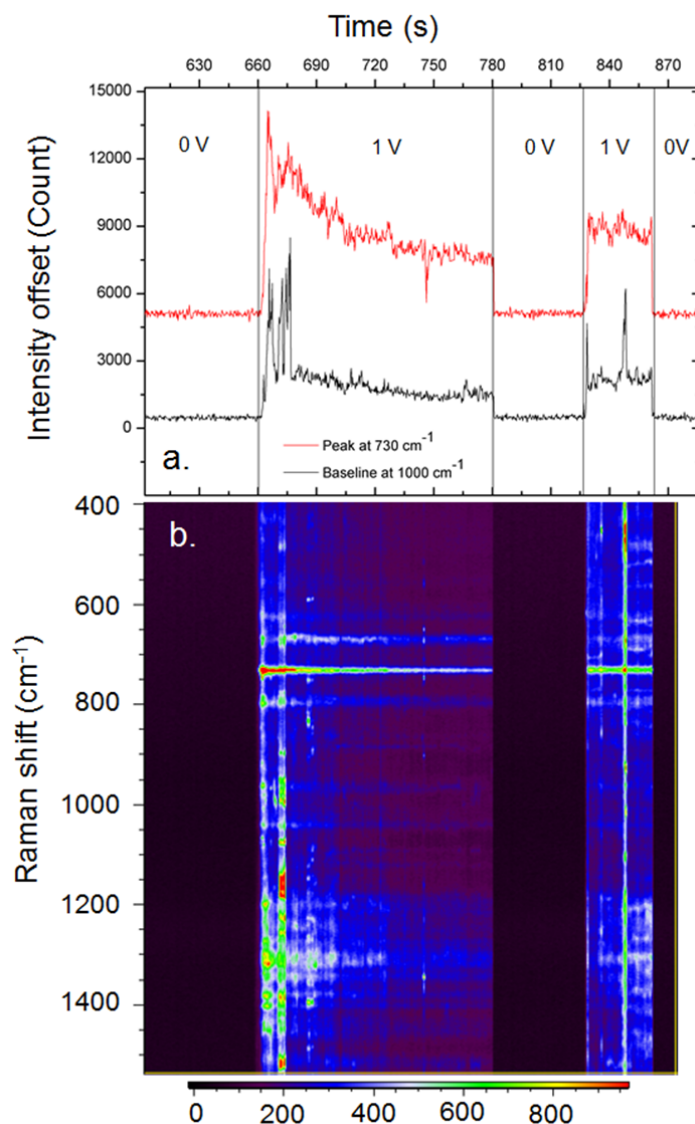 Time (s)
630 660 690 720 750 780 810 840 870
15000
12000
9000
6000
3000
0
Intensity offset (Count)
0 V 1 V 0 V 1 V 0V
Peak at 730 cm⁻¹
Baseline at 1000 cm⁻¹
a.
b.
400
600
800
1000
1200
1400
Raman shift (cm⁻¹)
0 200 400 600 800